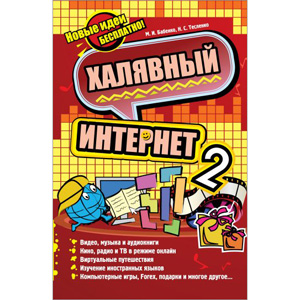 Новые идеи!
БЕСПЛАТНО!
М. И. Бабенко, Н. С. Тесленко
ХАЛЯВНЫЙ
ИНТЕРНЕТ
2
Видео, музыка и аудиокниги
Кино, радио и ТВ в режиме онлайн
Виртуальные путешествия
Изучение иностранных языков
Компьютерные игры, Forex, подарки и многое другое...